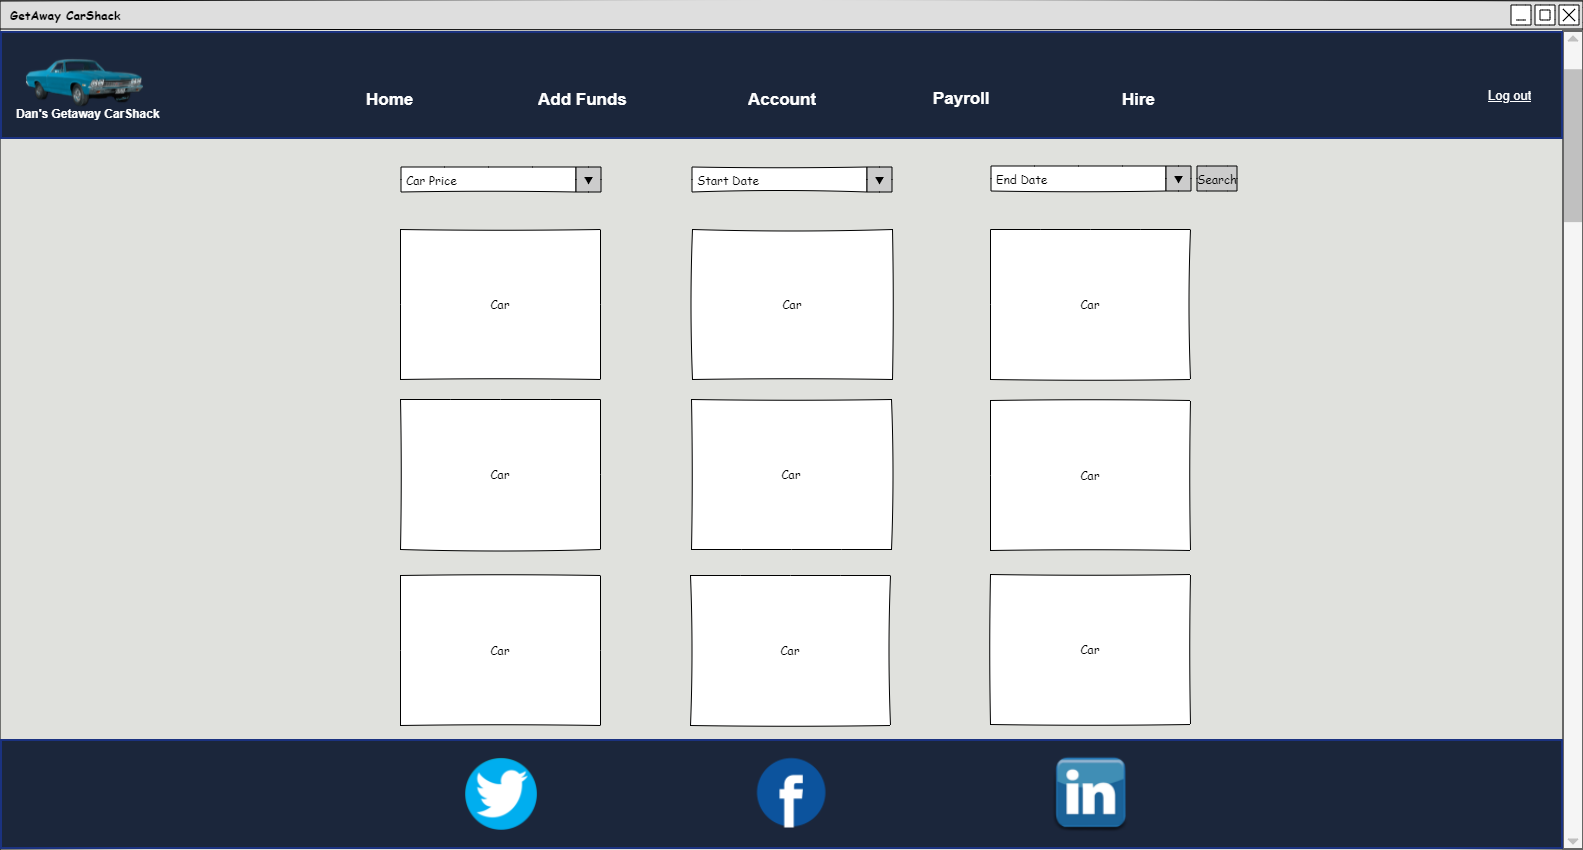 GetAway CarShack
Dan's Getaway CarShack
Home Add Funds Account Payroll Hire Log out
Car Price Start Date End Date Search
Car Car Car
Car Car Car
Car Car Car
f in